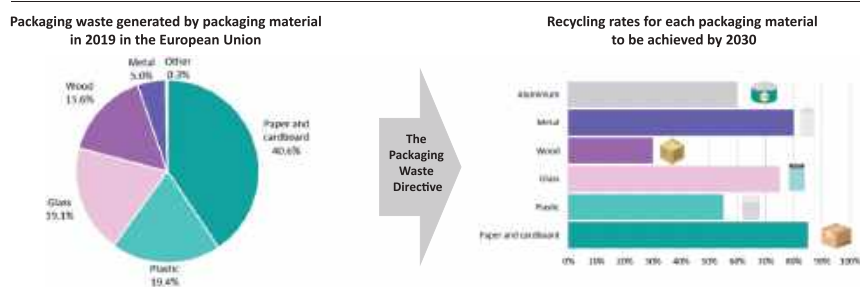 Packaging waste generated by packaging material
in 2019 in the European Union
Metal
5.0%
Other
0.3%
Wood
15.6%
Paper and
cardboard
40.6%
Glass
19.1%
Plastic
19.4%
The
Packaging
Waste
Directive
Recycling rates for each packaging material
to be achieved by 2030
Aluminium
Metal
Wood
Glass
Plastic
Paper and cardboard
0% 10% 20% 30% 40% 50% 60% 70% 80% 90% 100%